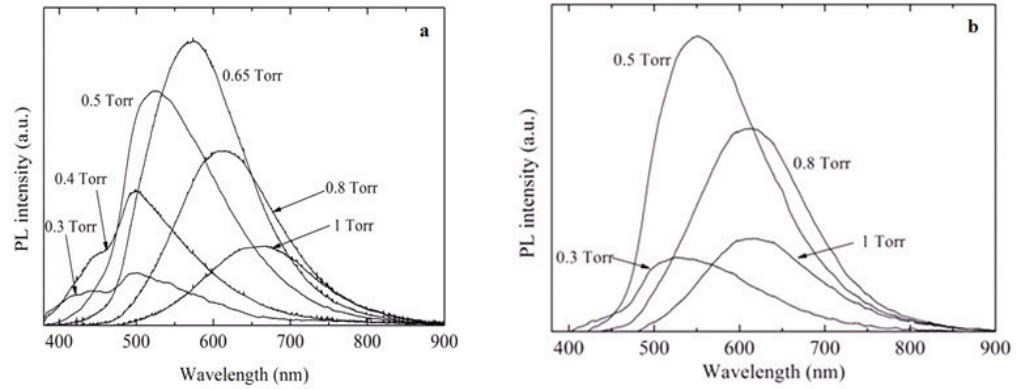 a
0.65 Torr
0.5 Torr
0.4 Torr
0.3 Torr
0.8 Torr
1 Torr
PL intensity (a.u.)
400 500 600 700 800 900
Wavelength (nm)
b
0.5 Torr
0.8 Torr
0.3 Torr
1 Torr
PL intensity (a.u.)
400 500 600 700 800 900
Wavelength (nm)